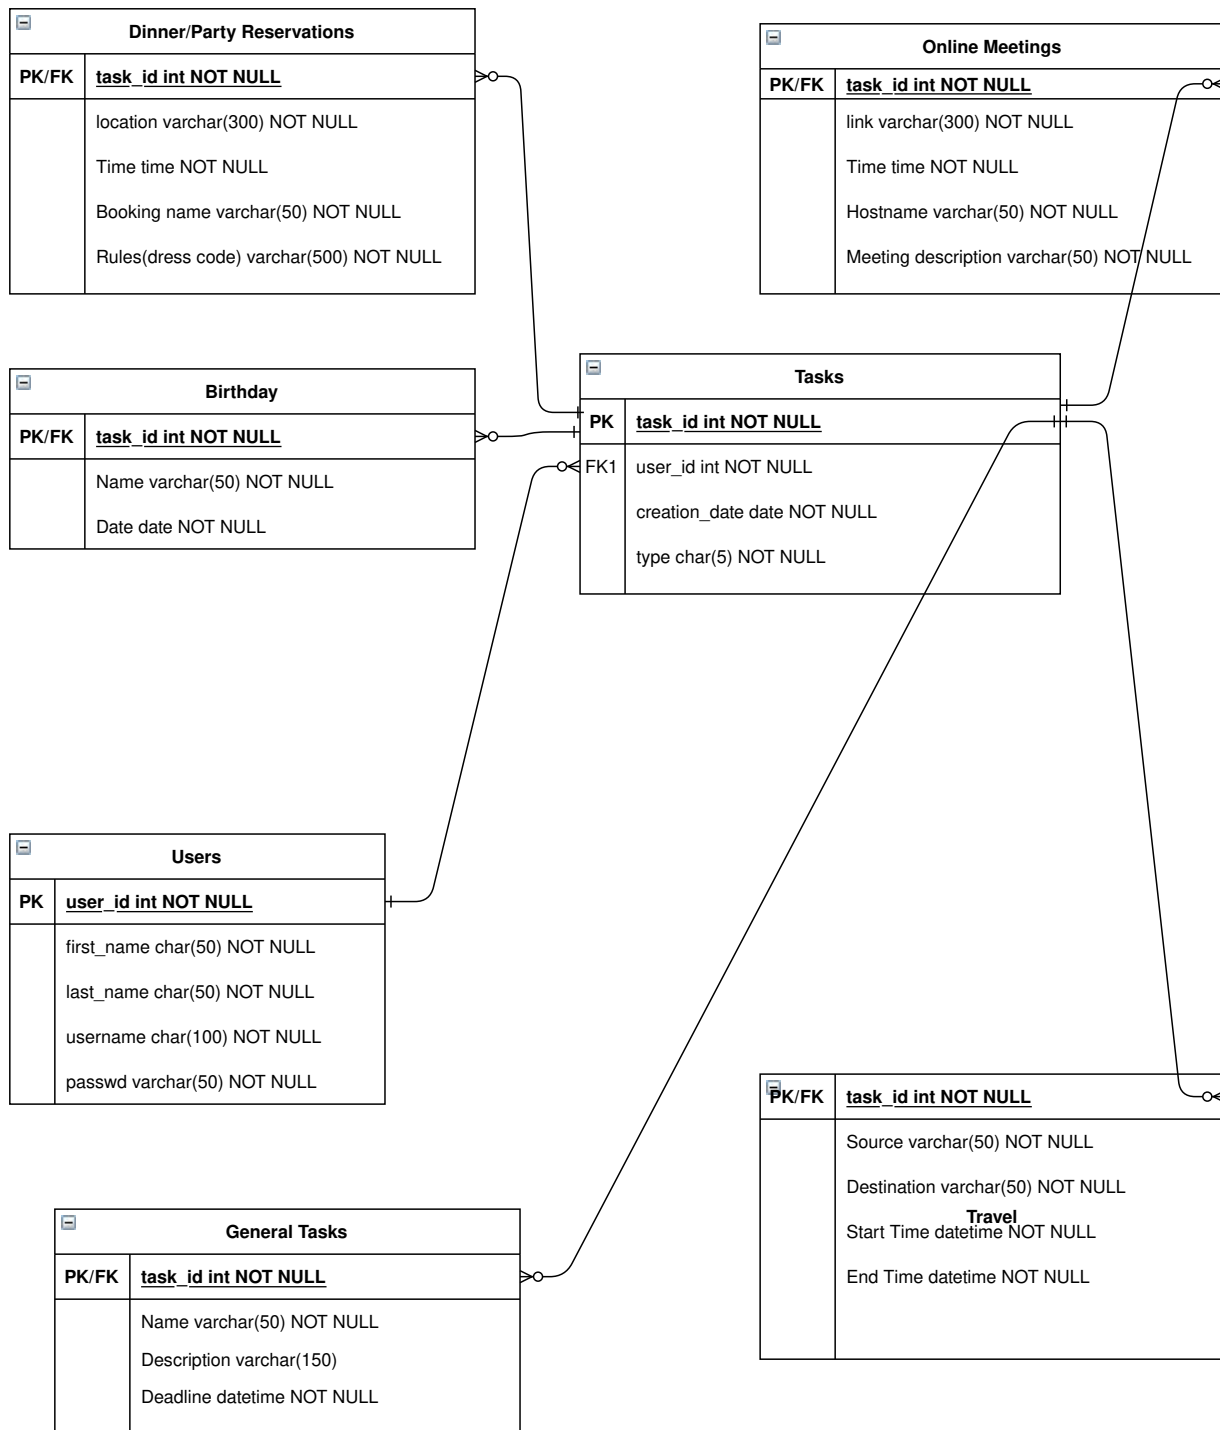 Dinner/Party Reservations
PK/FK task_id int NOT NULL
location varchar(300) NOT NULL
Time time NOT NULL
Booking name varchar(50) NOT NULL
Rules(dress code) varchar(500) NOT NULL
Online Meetings
PK/FK task_id int NOT NULL
link varchar(300) NOT NULL
Time time NOT NULL
Hostname varchar(50) NOT NULL
Meeting description varchar(50) NOT NULL
Birthday
PK/FK task_id int NOT NULL
Name varchar(50) NOT NULL
Date date NOT NULL
Tasks
PK task_id int NOT NULL
FK1 user_id int NOT NULL
creation_date date NOT NULL
type char(5) NOT NULL
Users
PK user_id int NOT NULL
first_name char(50) NOT NULL
last_name char(50) NOT NULL
username char(100) NOT NULL
passwd varchar(50) NOT NULL
PK/FK task_id int NOT NULL
Source varchar(50) NOT NULL
Destination varchar(50) NOT NULL
Travel
Start Time datetime NOT NULL
End Time datetime NOT NULL
General Tasks
PK/FK task_id int NOT NULL
Name varchar(50) NOT NULL
Description varchar(150)
Deadline datetime NOT NULL